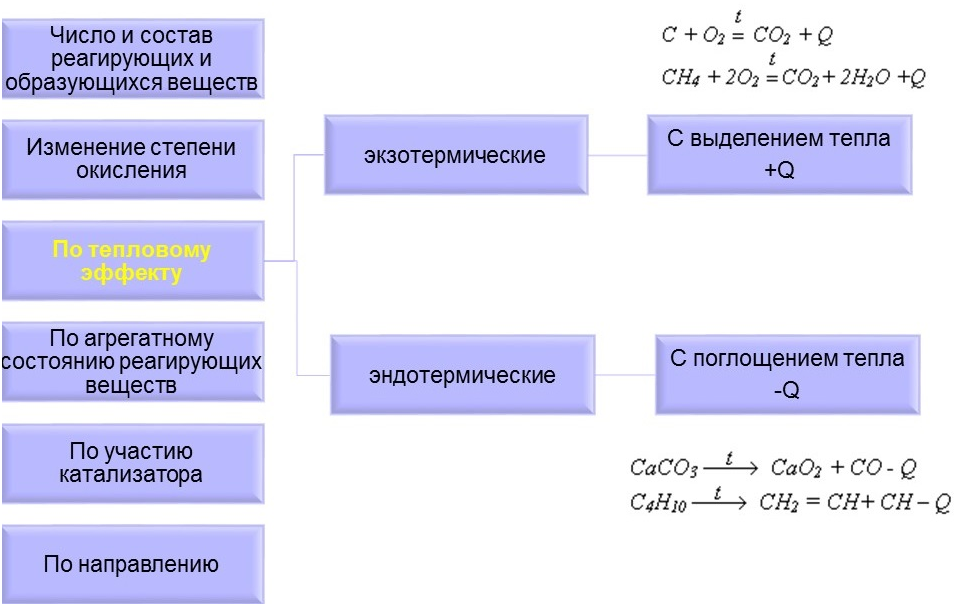 Число и состав
реагирующих и
образующихся веществ
Изменение степени
окисления
По тепловому
эффекту
По агрегатному
состоянию реагирующих
веществ
По участию
катализатора
По направлению
экзотермические
эндотермические
t
C + O₂ = CO₂ + Q
t
CH₄ + 2O₂ = CO₂ + 2H₂O + Q
С выделением тепла
+Q
С поглощением тепла
-Q
t
CaCO₃ ⟶ CaO₂ + CO - Q
t
C₄H₁₀ ⟶ CH₂ = CH + CH – Q